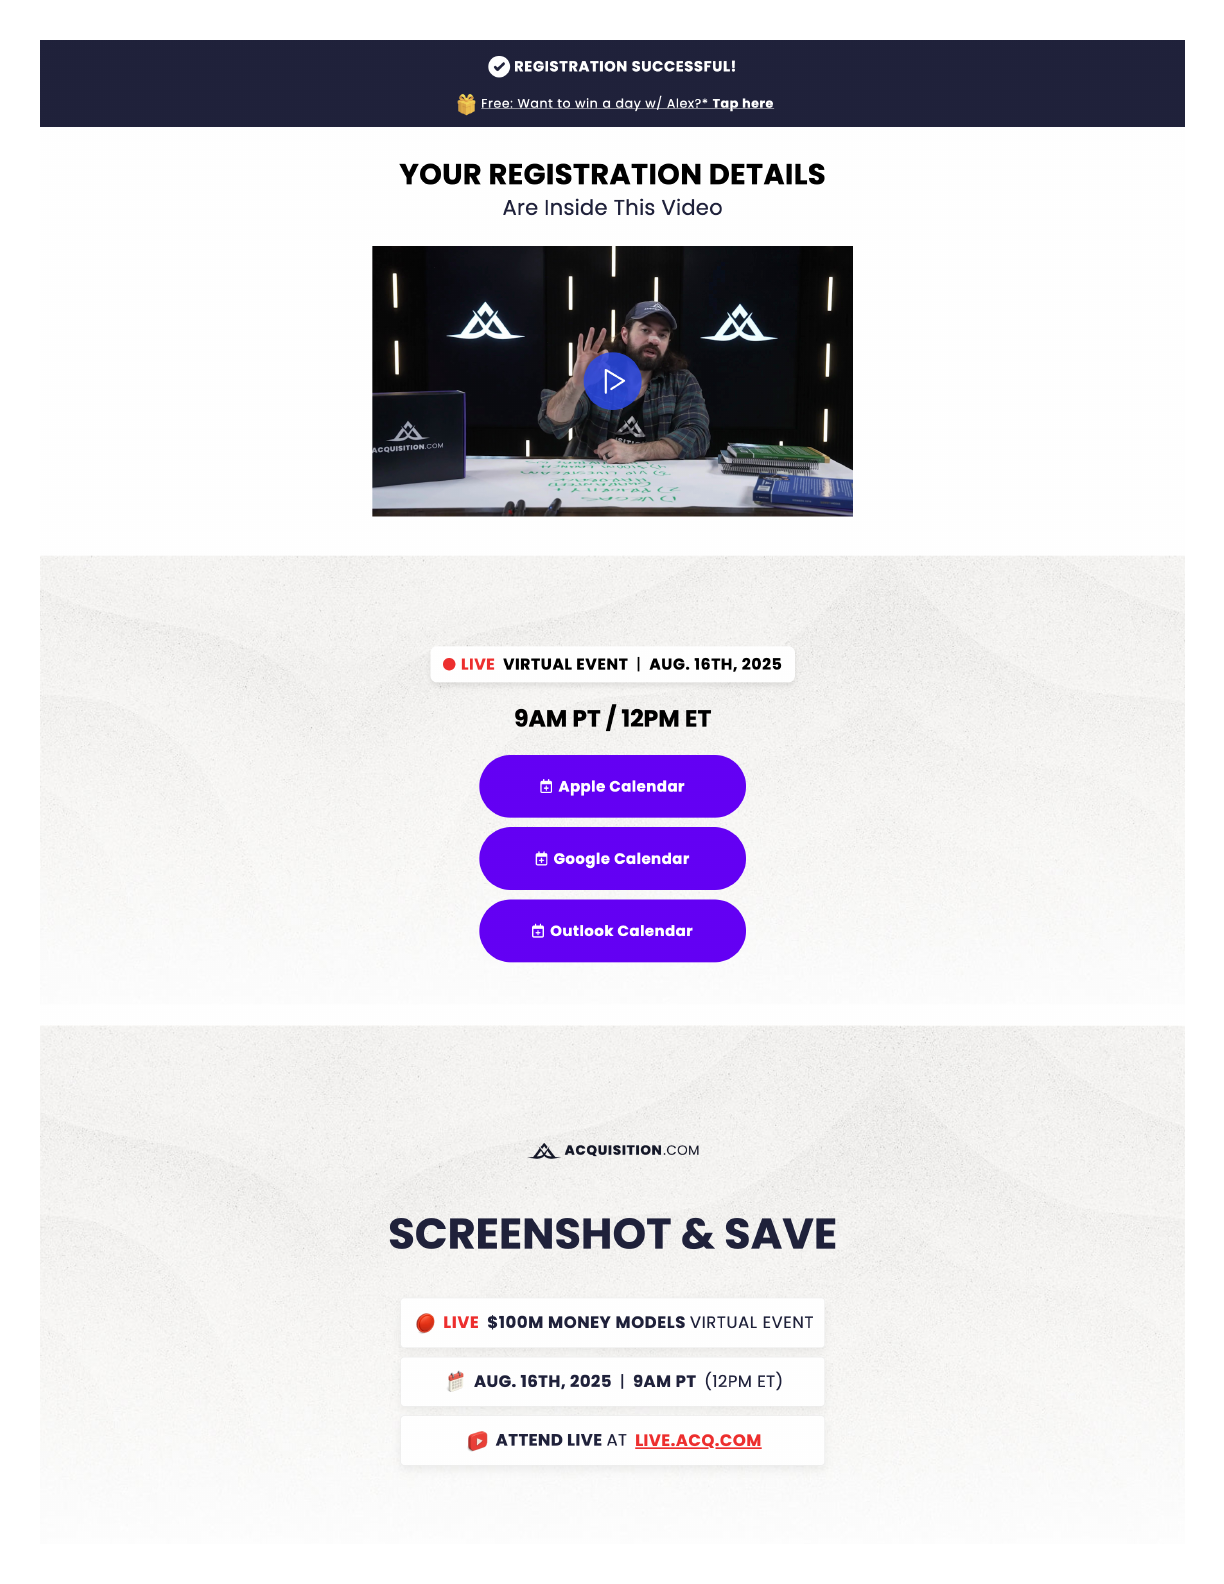 REGISTRATION SUCCESSFUL!
Free: Want to win a day w/ Alex?* Tap here
YOUR REGISTRATION DETAILS
Are Inside This Video
ACQUISITION.COM
LIVE VIRTUAL EVENT | AUG. 16TH, 2025
9AM PT / 12PM ET
Apple Calendar
Google Calendar
Outlook Calendar
ACQUISITION.COM
SCREENSHOT & SAVE
LIVE $100M MONEY MODELS VIRTUAL EVENT
AUG. 16TH, 2025 | 9AM PT (12PM ET)
ATTEND LIVE AT LIVE.ACQ.COM